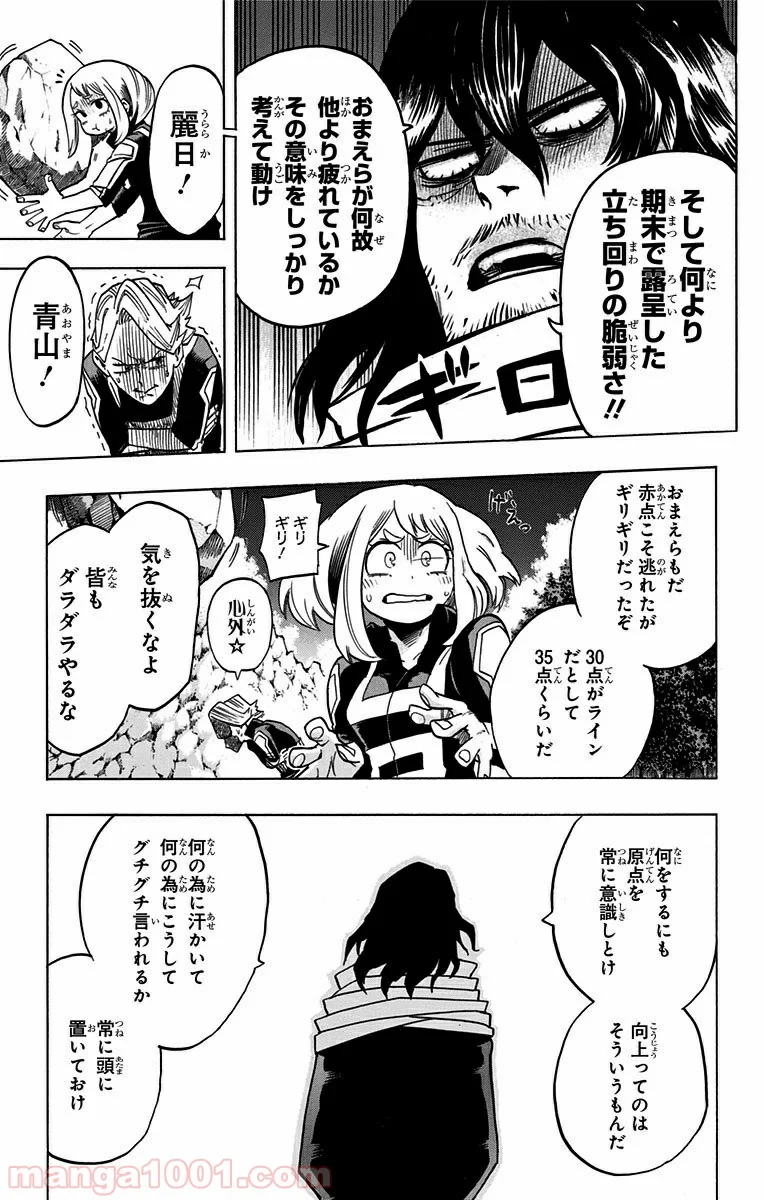 そして何より
期末で露呈した
立ち回りの脆弱さ!!
おまえらが何故
他より疲れているか
その意味をしっかり
考えて動け
ギロ
麗日!
青山!
おまえらもだ
赤点こそ逃れたが
ギリギリだったぞ
30点がライン
だとして
35点くらいだ
げえっ
ギリ
ギリ!
心外☆
気を抜くなよ
皆も
ダラダラやるな
何をするにも
原点を
常に意識しとけ
向上ってのは
そういうもんだ
何の為に汗かいて
何の為にこうして
グチグチ言われるか
常に頭に
置いておけ
manga1001.com